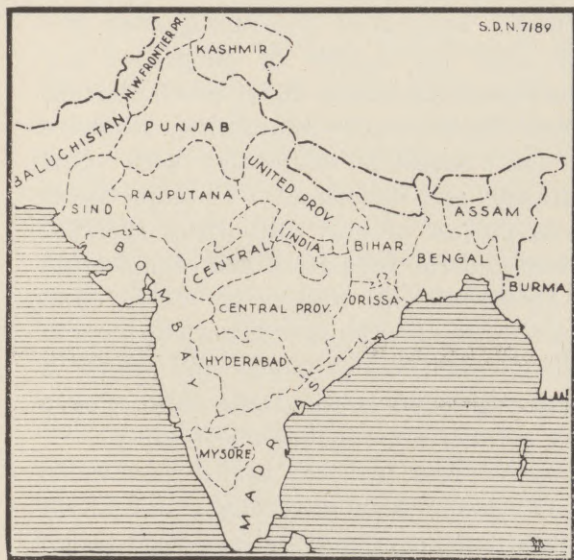 S.D.N.7189
KASHMIR
N.W. FRONTIER PR.
PUNJAB
BALUCHISTAN
UNITED PROV.
RAJPUTANA
SIND
ASSAM
CENTRAL INDIA
BIHAR
BENGAL
BOMBAY
BURMA
CENTRAL PROV.
ORISSA
HYDERABAD
MYSORE
MADRAS